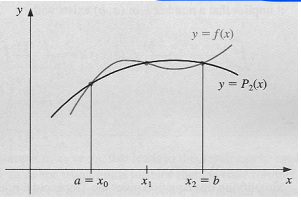 y
y = f(x)
y = P₂(x)
a = x₀
x₁
x₂ = b
x